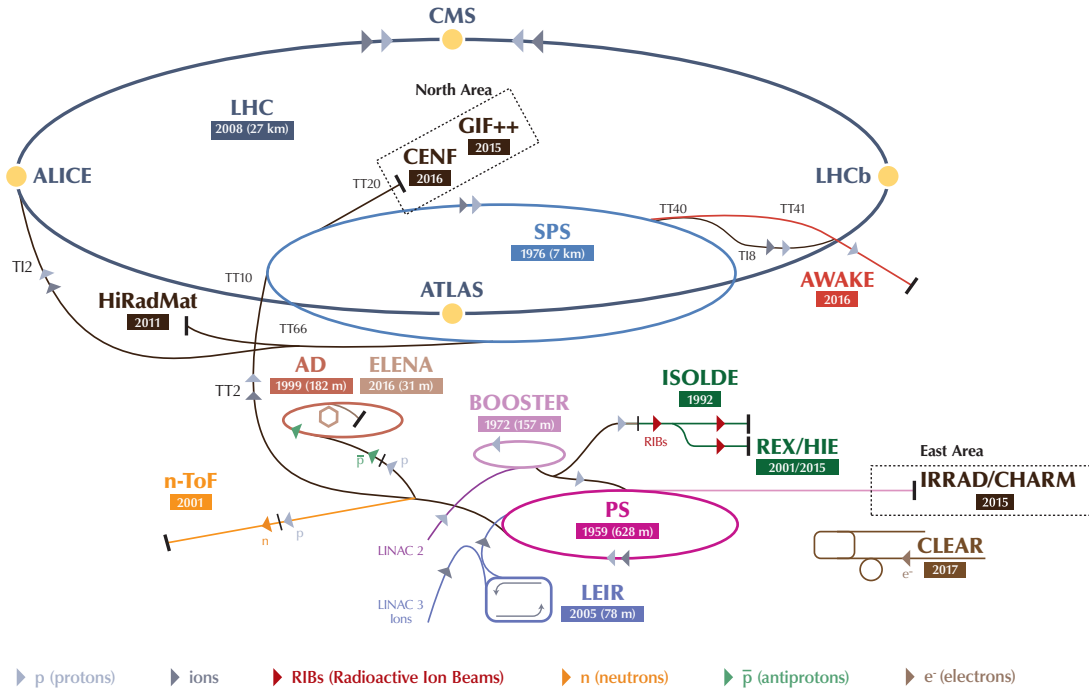 CMS
North Area
LHC
2008 (27 km)
GIF++
2015
CENF
2016
ALICE
LHCb
TT20
TT40
TT41
SPS
1976 (7 km)
TI2
TT10
TI8
ATLAS
AWAKE
2016
HiRadMat
2011
TT66
AD
1999 (182 m)
ELENA
2016 (31 m)
TT2
ISOLDE
1992
BOOSTER
1972 (157 m)
RIBs
REX/HIE
2001/2015
East Area
p̅
p
n-ToF
2001
IRRAD/CHARM
2015
PS
1959 (628 m)
n
p
LINAC 2
CLEAR
2017
e-
LEIR
2005 (78 m)
LINAC 3
Ions
p (protons)
ions
RIBs (Radioactive Ion Beams)
n (neutrons)
p̅ (antiprotons)
e- (electrons)